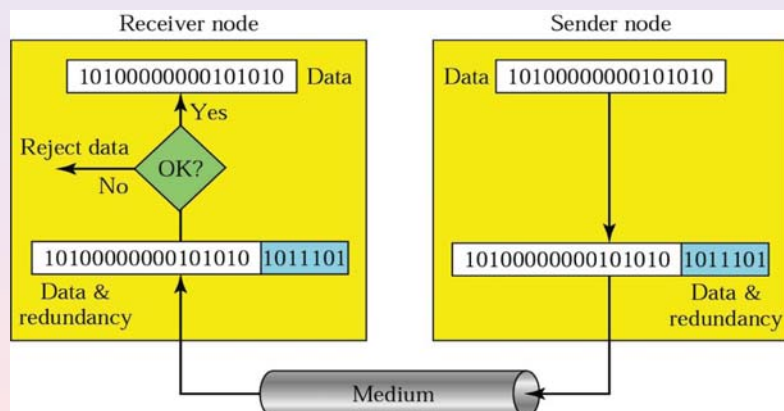 Receiver node
Sender node
10100000000101010 Data
Data 10100000000101010
Yes
Reject data
OK?
No
10100000000101010 1011101
10100000000101010 1011101
Data &
redundancy
Data &
redundancy
Medium